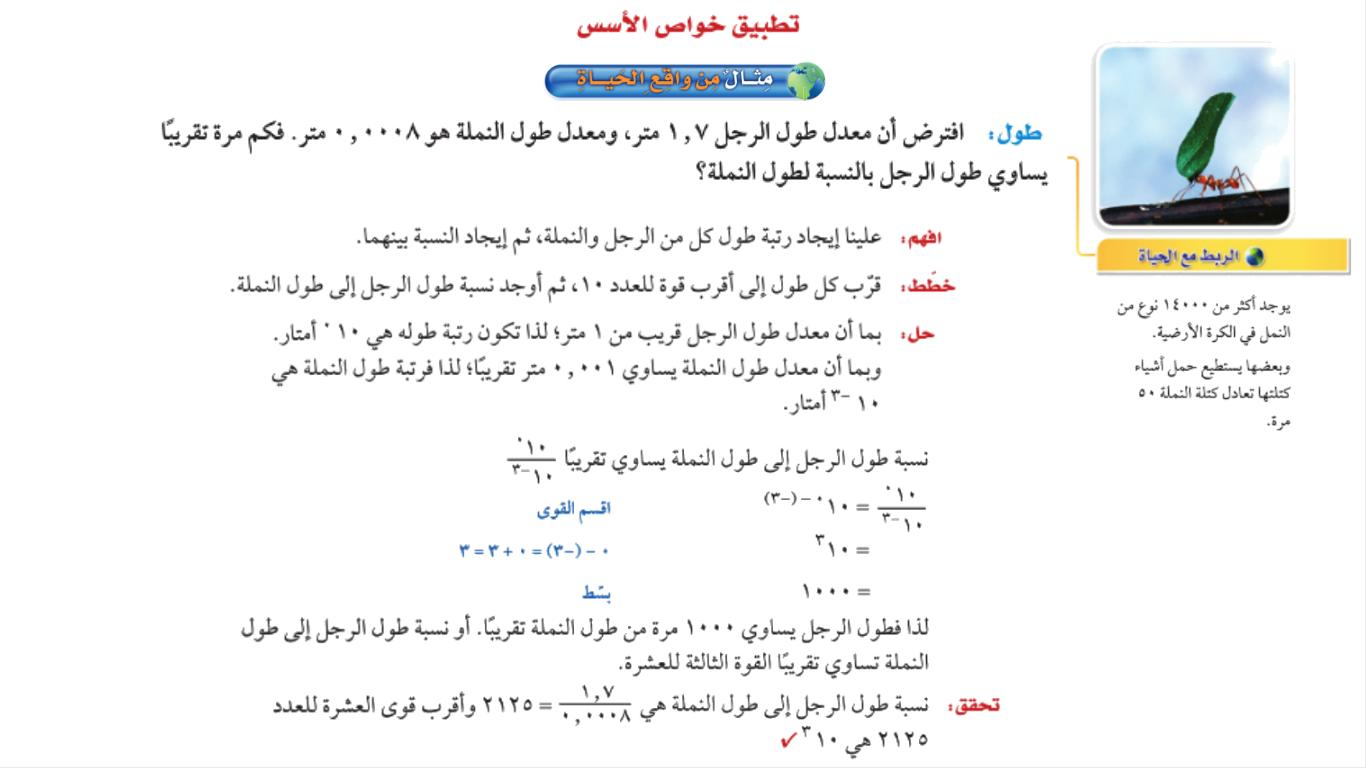 تطبيق خواص الأسس
مِثَـالٌ مِن واقِعِ الحَيـاةِ
طول: افترض أن معدل طول الرجل ١,٧ متر، ومعدل طول النملة هو ٠,٠٠٠٨ متر. فكم مرة تقريبًا
يساوي طول الرجل بالنسبة لطول النملة؟
الربط مع الحياة
يوجد أكثر من ١٤٠٠٠ نوع من
النمل في الكرة الأرضية.
وبعضها يستطيع حمل أشياء
كتلتها تعادل كتلة النملة ٥٠
مرة.
افهم: علينا إيجاد رتبة طول كل من الرجل والنملة، ثم إيجاد النسبة بينهما.
خطّط: قرّب كل طول إلى أقرب قوة للعدد ١٠، ثم أوجد نسبة طول الرجل إلى طول النملة.
حل: بما أن معدل طول الرجل قريب من ١ متر؛ لذا تكون رتبة طوله هي ١٠^٠ أمتار.
وبما أن معدل طول النملة يساوي ٠,٠٠١ متر تقريبًا؛ لذا فرتبة طول النملة هي
١٠^-٣ أمتار.
نسبة طول الرجل إلى طول النملة يساوي تقريبًا ١٠^٠ / ١٠^-٣
١٠^٠ / ١٠^-٣ = ١٠^٠-(-٣) اقسم القوى
= ١٠^٣ ٠ - (-٣) = ٠ + ٣ = ٣
= ١٠٠٠ بسّط
لذا فطول الرجل يساوي ١٠٠٠ مرة من طول النملة تقريبًا. أو نسبة طول الرجل إلى طول
النملة تساوي تقريبًا القوة الثالثة للعشرة.
تحقق: نسبة طول الرجل إلى طول النملة هي ١,٧ / ٠,٠٠٠٨ = ٢١٢٥ وأقرب قوى العشرة للعدد
٢١٢٥ هي ١٠^٣ ✓